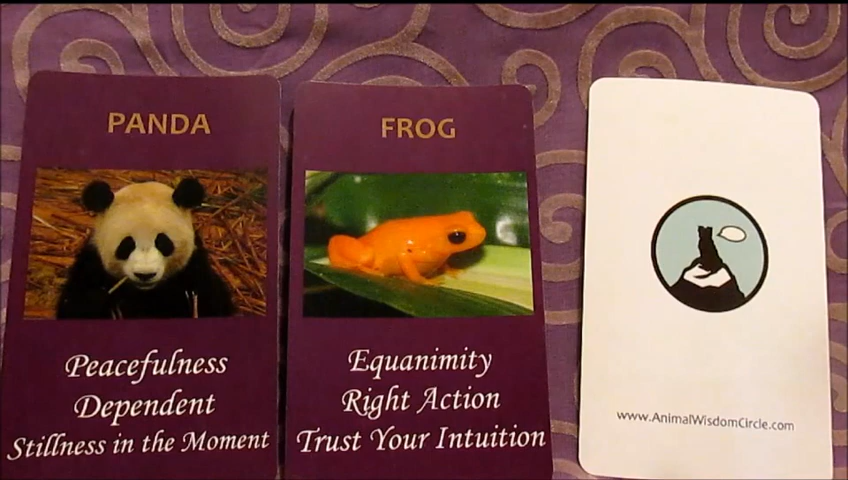 PANDA
Peacefulness
Dependent
Stillness in the Moment
FROG
Equanimity
Right Action
Trust Your Intuition
www.AnimalWisdomCircle.com